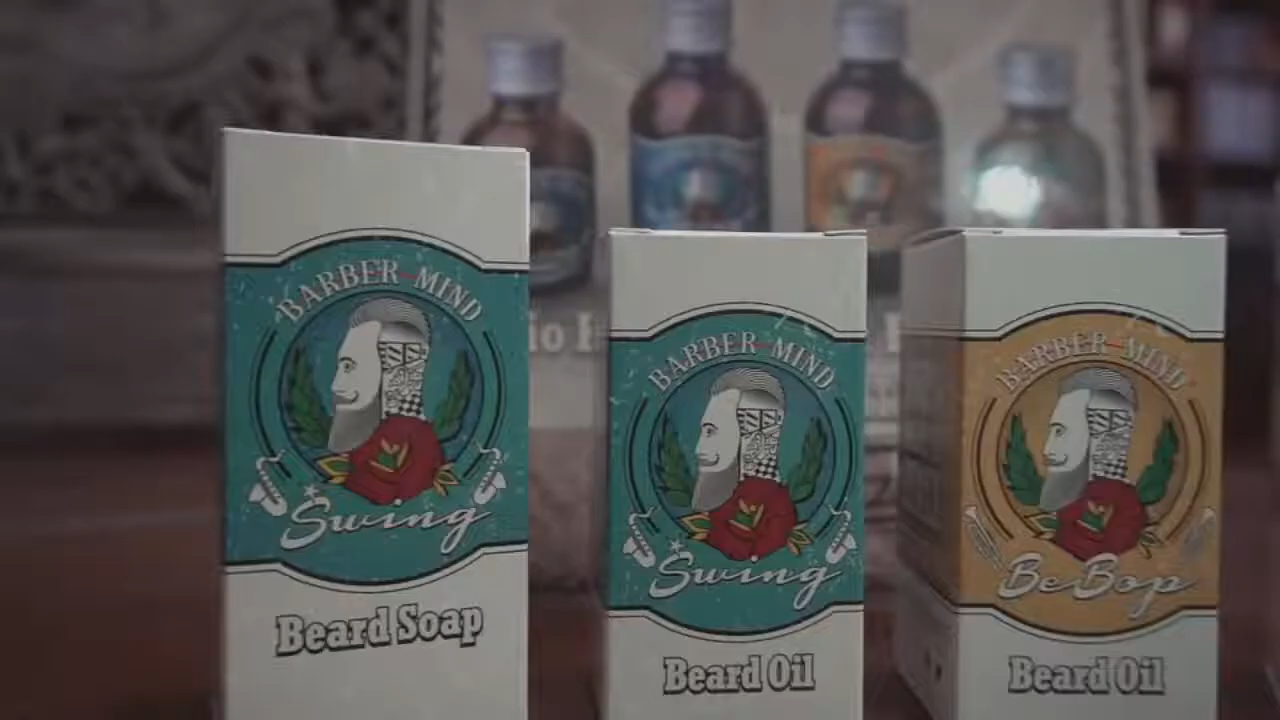 BARBER-MIND
Swing
Beard Soap
BARBER-MIND
Swing
Beard Oil
BARBER-MIND
BeBop
Beard Oil